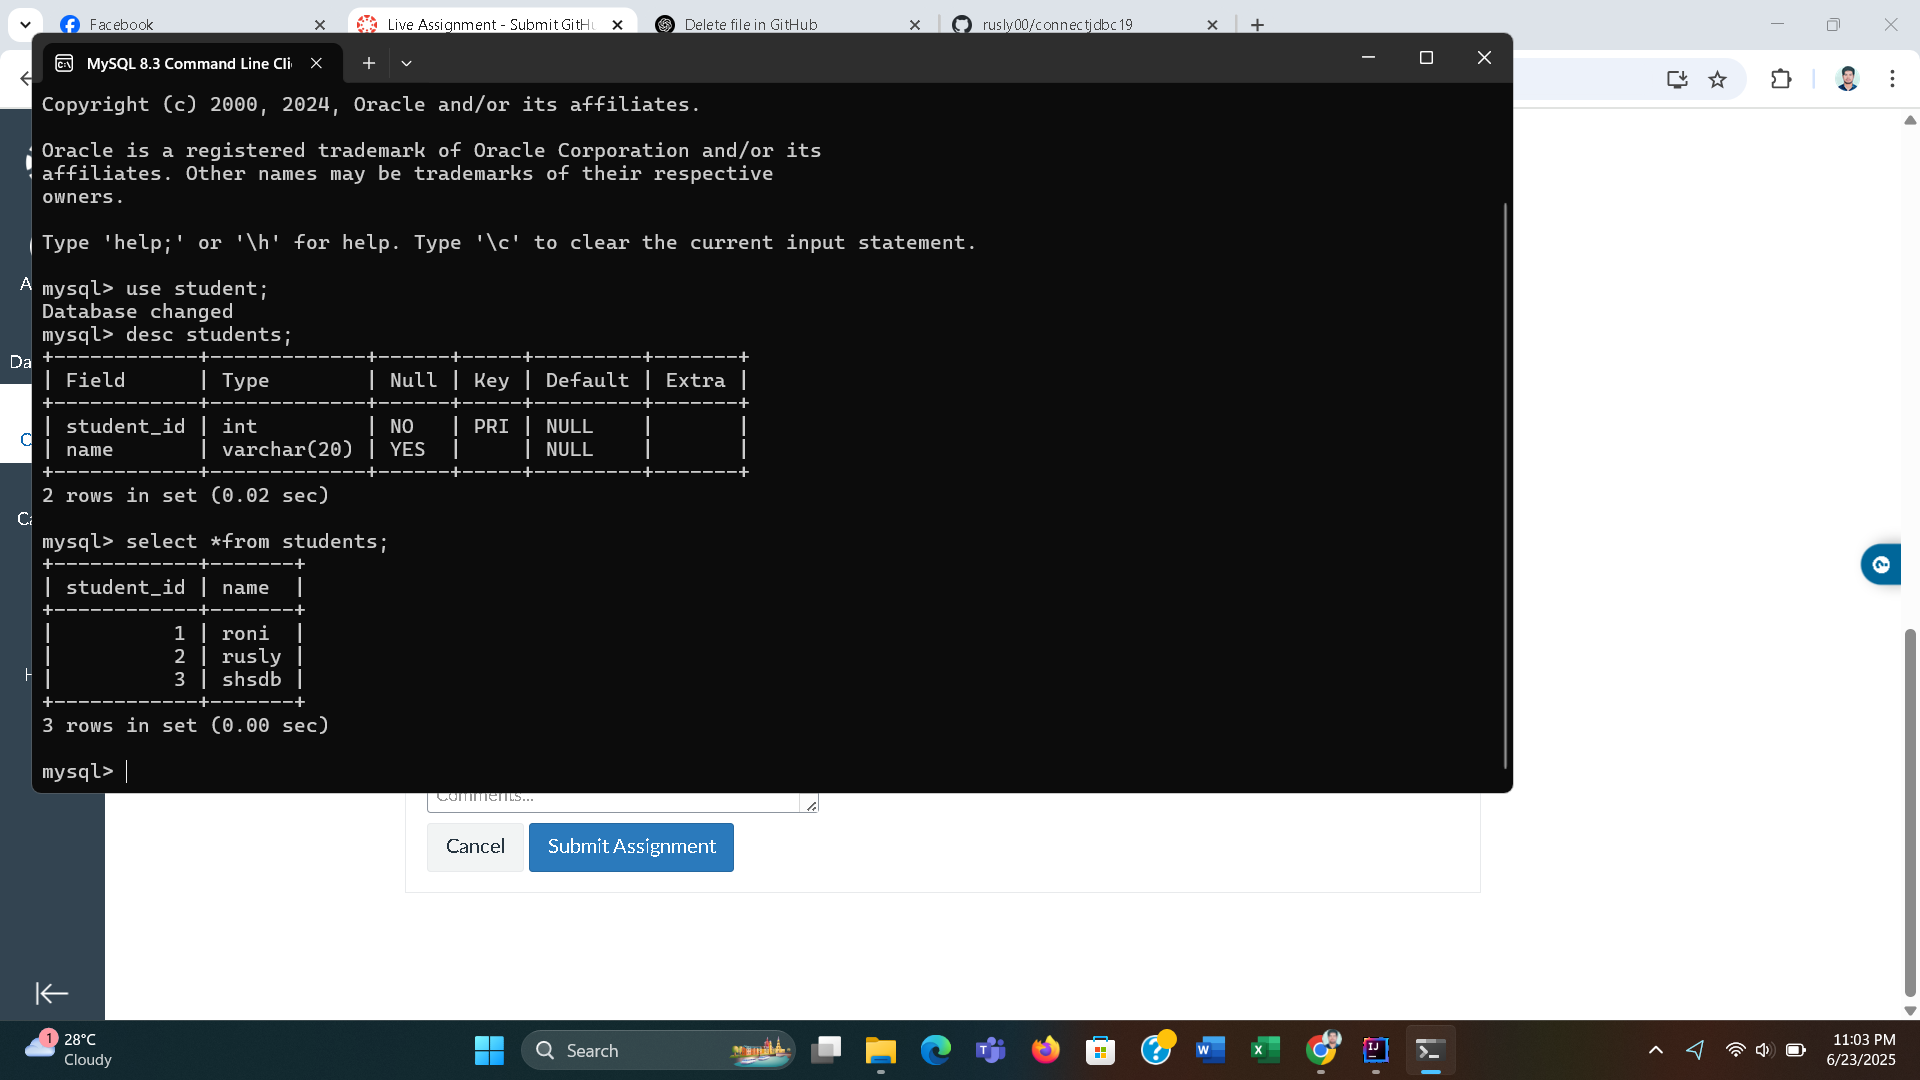 Facebook
Live Assignment - Submit GitH
Delete file in GitHub
rusly00/connectjdbc19
MySQL 8.3 Command Line Cli
Copyright (c) 2000, 2024, Oracle and/or its affiliates.
Oracle is a registered trademark of Oracle Corporation and/or its
affiliates. Other names may be trademarks of their respective
owners.
Type 'help;' or '\h' for help. Type '\c' to clear the current input statement.
mysql> use student;
Database changed
mysql> desc students;
+------------+-------------+------+-----+---------+-------+
| Field      | Type        | Null | Key | Default | Extra |
+------------+-------------+------+-----+---------+-------+
| student_id | int         | NO   | PRI | NULL    |       |
| name       | varchar(20) | YES  |     | NULL    |       |
+------------+-------------+------+-----+---------+-------+
2 rows in set (0.02 sec)
mysql> select *from students;
+------------+-------+
| student_id | name  |
+------------+-------+
|          1 | roni  |
|          2 | rusly |
|          3 | shsdb |
+------------+-------+
3 rows in set (0.00 sec)
mysql>
A
Da
C
Ca
H
Comments...
Cancel
Submit Assignment
1
28°C
Cloudy
Search
11:03 PM
6/23/2025